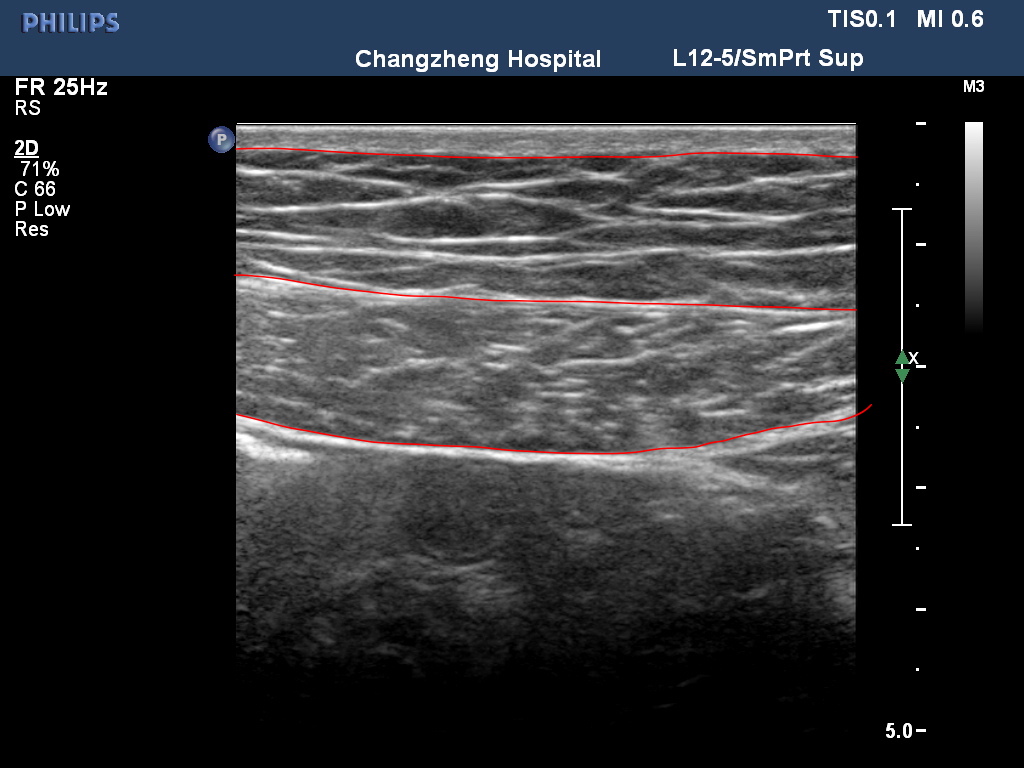 PHILIPS
TIS0.1 MI 0.6
Changzheng Hospital
L12-5/SmPrt Sup
FR 25Hz
RS
2D
71%
C 66
P Low
Res
P
M3
X
5.0